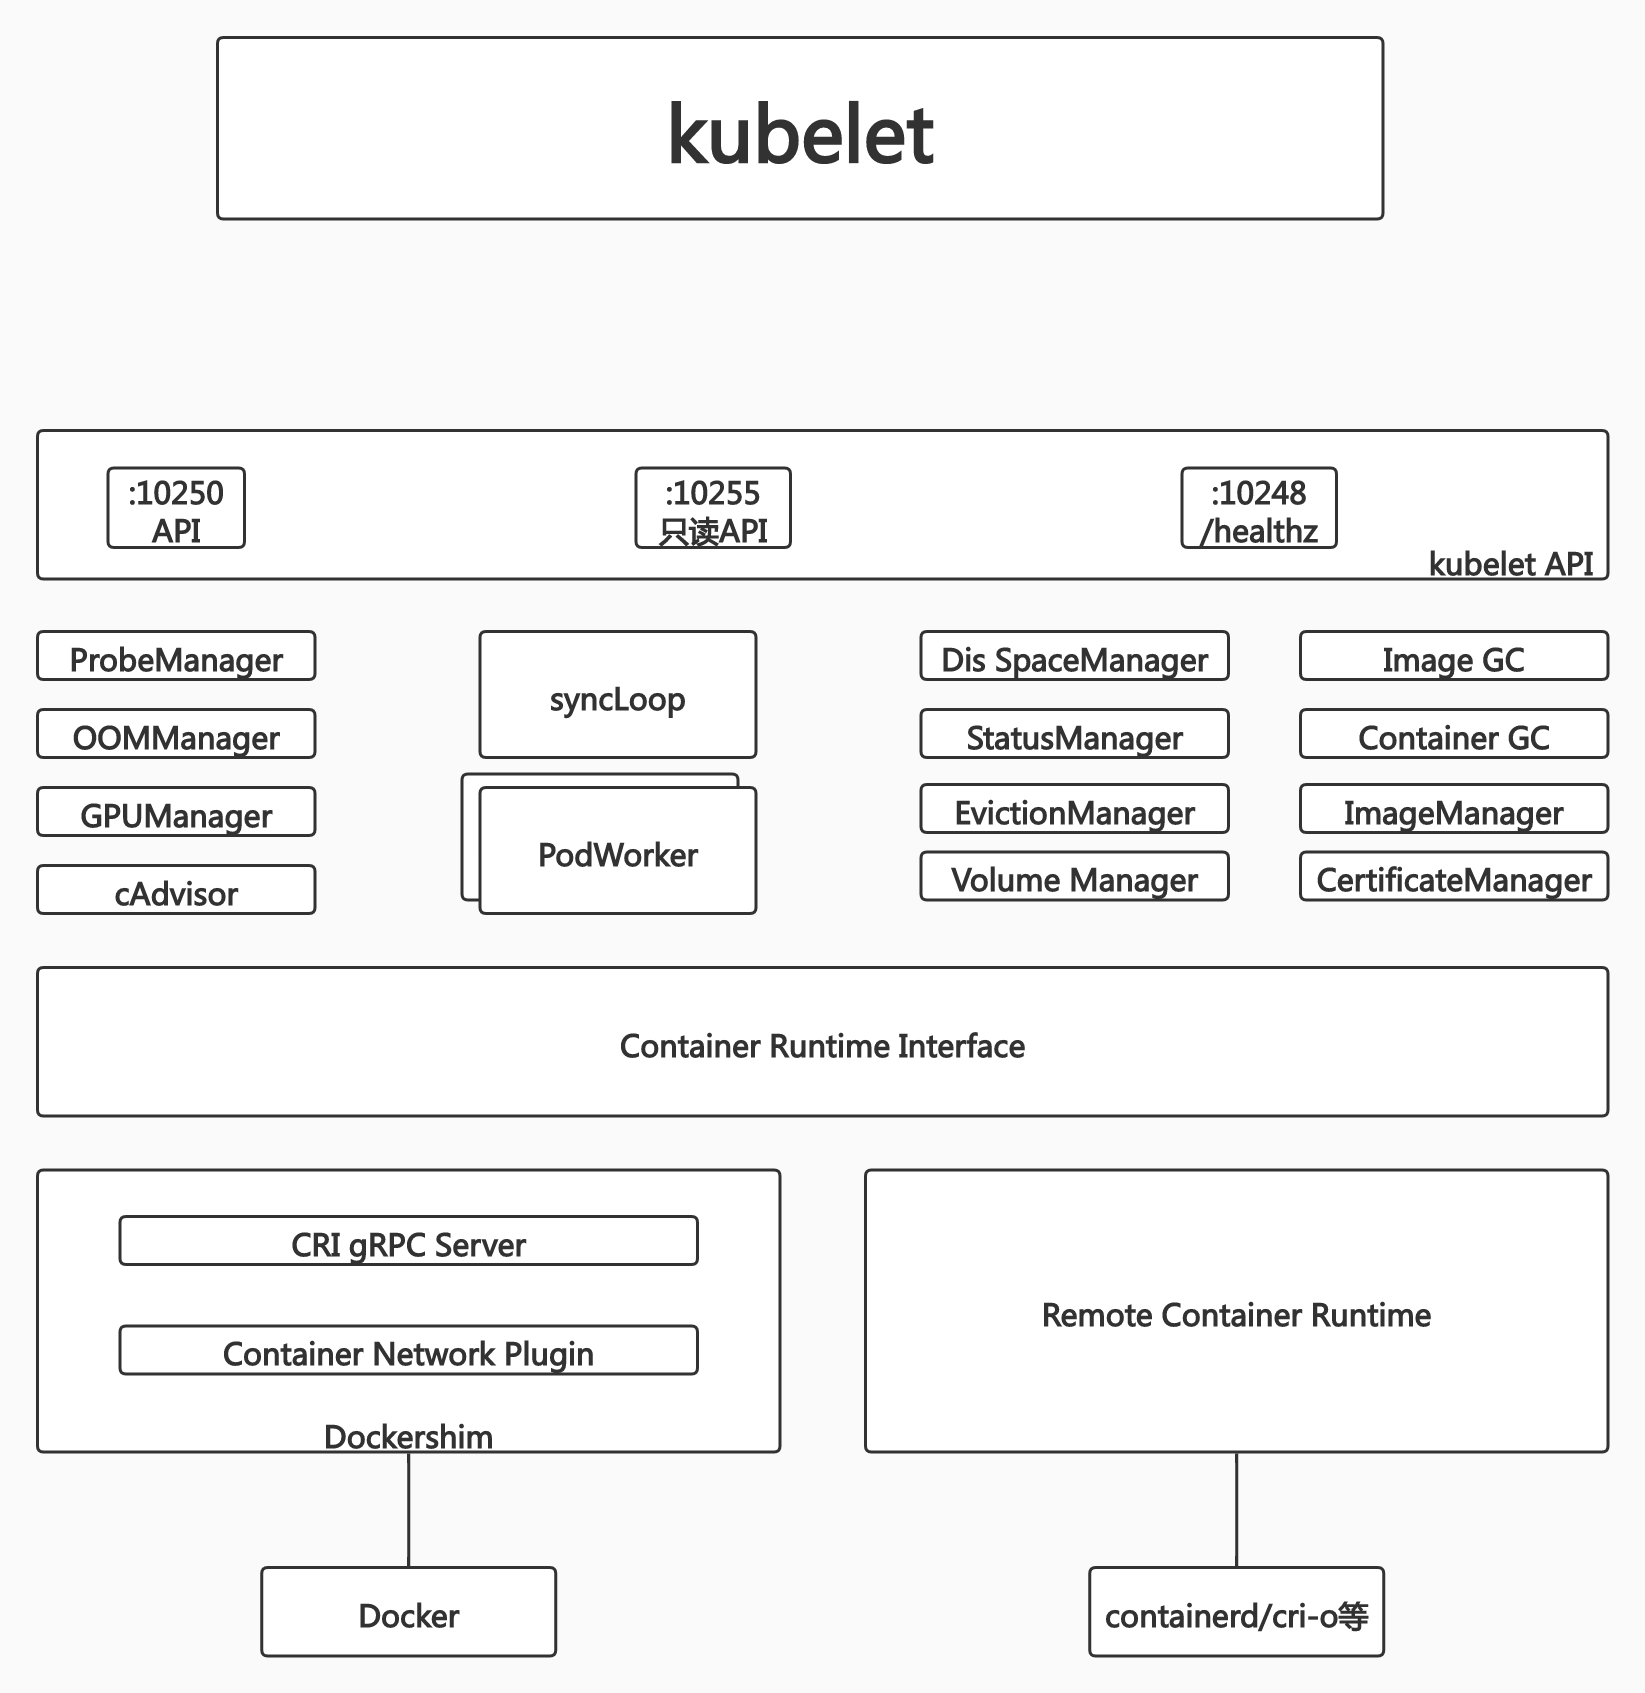 kubelet
:10250
API
:10255
只读API
:10248
/healthz
kubelet API
ProbeManager
OOMManager
GPUManager
cAdvisor
syncLoop
PodWorker
Dis SpaceManager
StatusManager
EvictionManager
Volume Manager
Image GC
Container GC
ImageManager
CertificateManager
Container Runtime Interface
CRI gRPC Server
Container Network Plugin
Dockershim
Remote Container Runtime
Docker
containerd/cri-o等